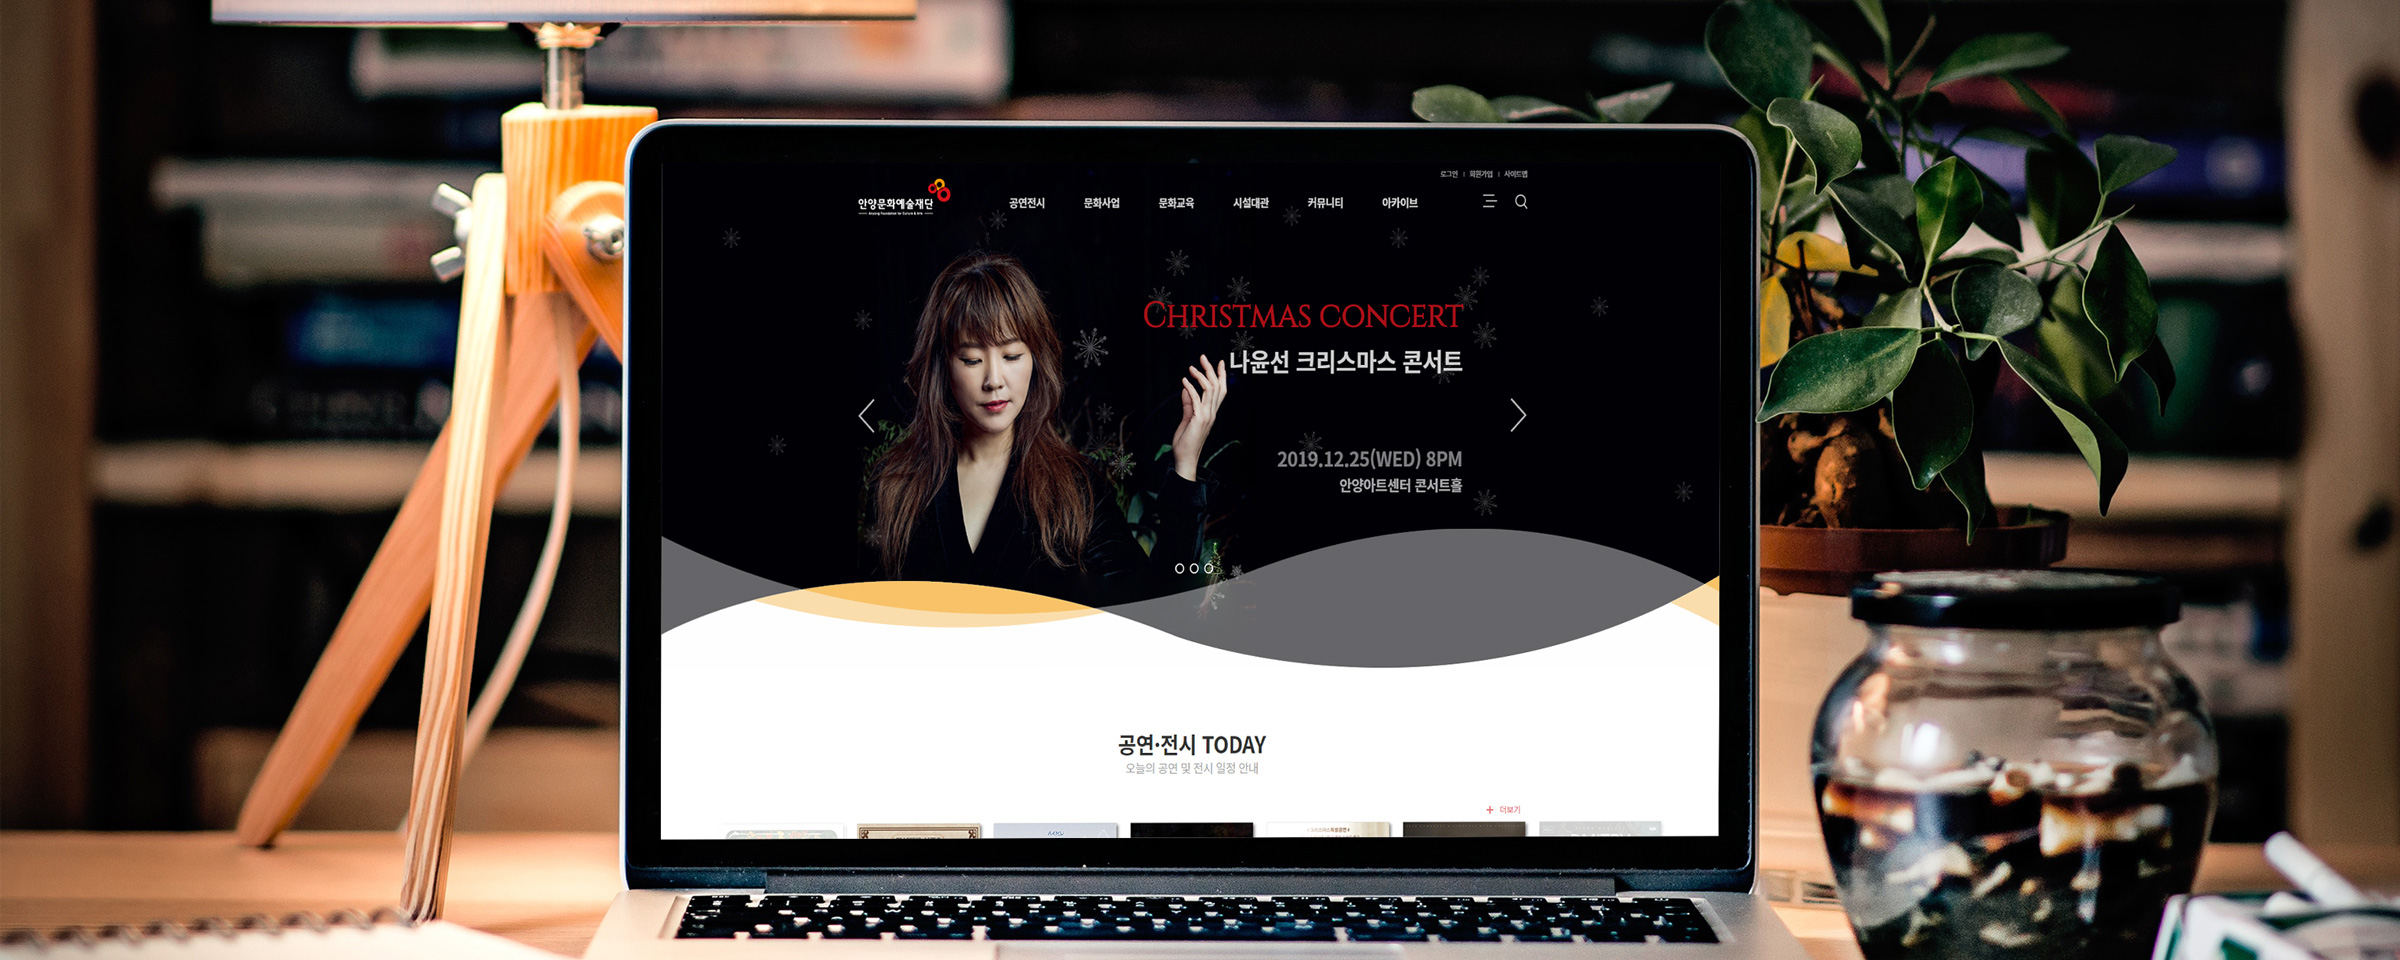 로그인 | 회원가입 | 사이트맵
안양문화예술재단
Anyang Foundation for Culture & Arts
공연전시 문화사업 문화교육 시설대관 커뮤니티 아카이브
CHRISTMAS CONCERT
나윤선 크리스마스 콘서트
2019.12.25(WED) 8PM
안양아트센터 콘서트홀
공연·전시 TODAY
오늘의 공연 및 전시 일정 안내
+ 더보기